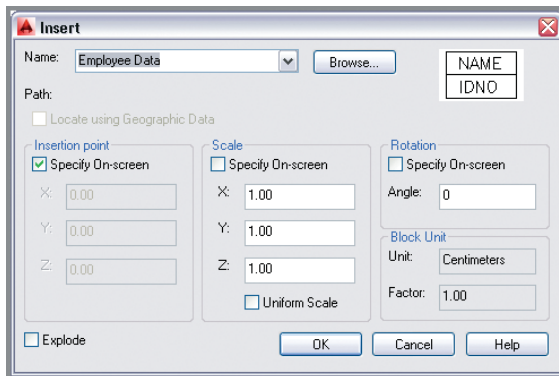 Insert
Name: Employee Data Browse...
NAME
IDNO
Path:
Locate using Geographic Data
Insertion point
Specify On-screen
X: 0.00
Y: 0.00
Z: 0.00
Scale
Specify On-screen
X: 1.00
Y: 1.00
Z: 1.00
Uniform Scale
Rotation
Specify On-screen
Angle: 0
Block Unit
Unit: Centimeters
Factor: 1.00
Explode
OK Cancel Help